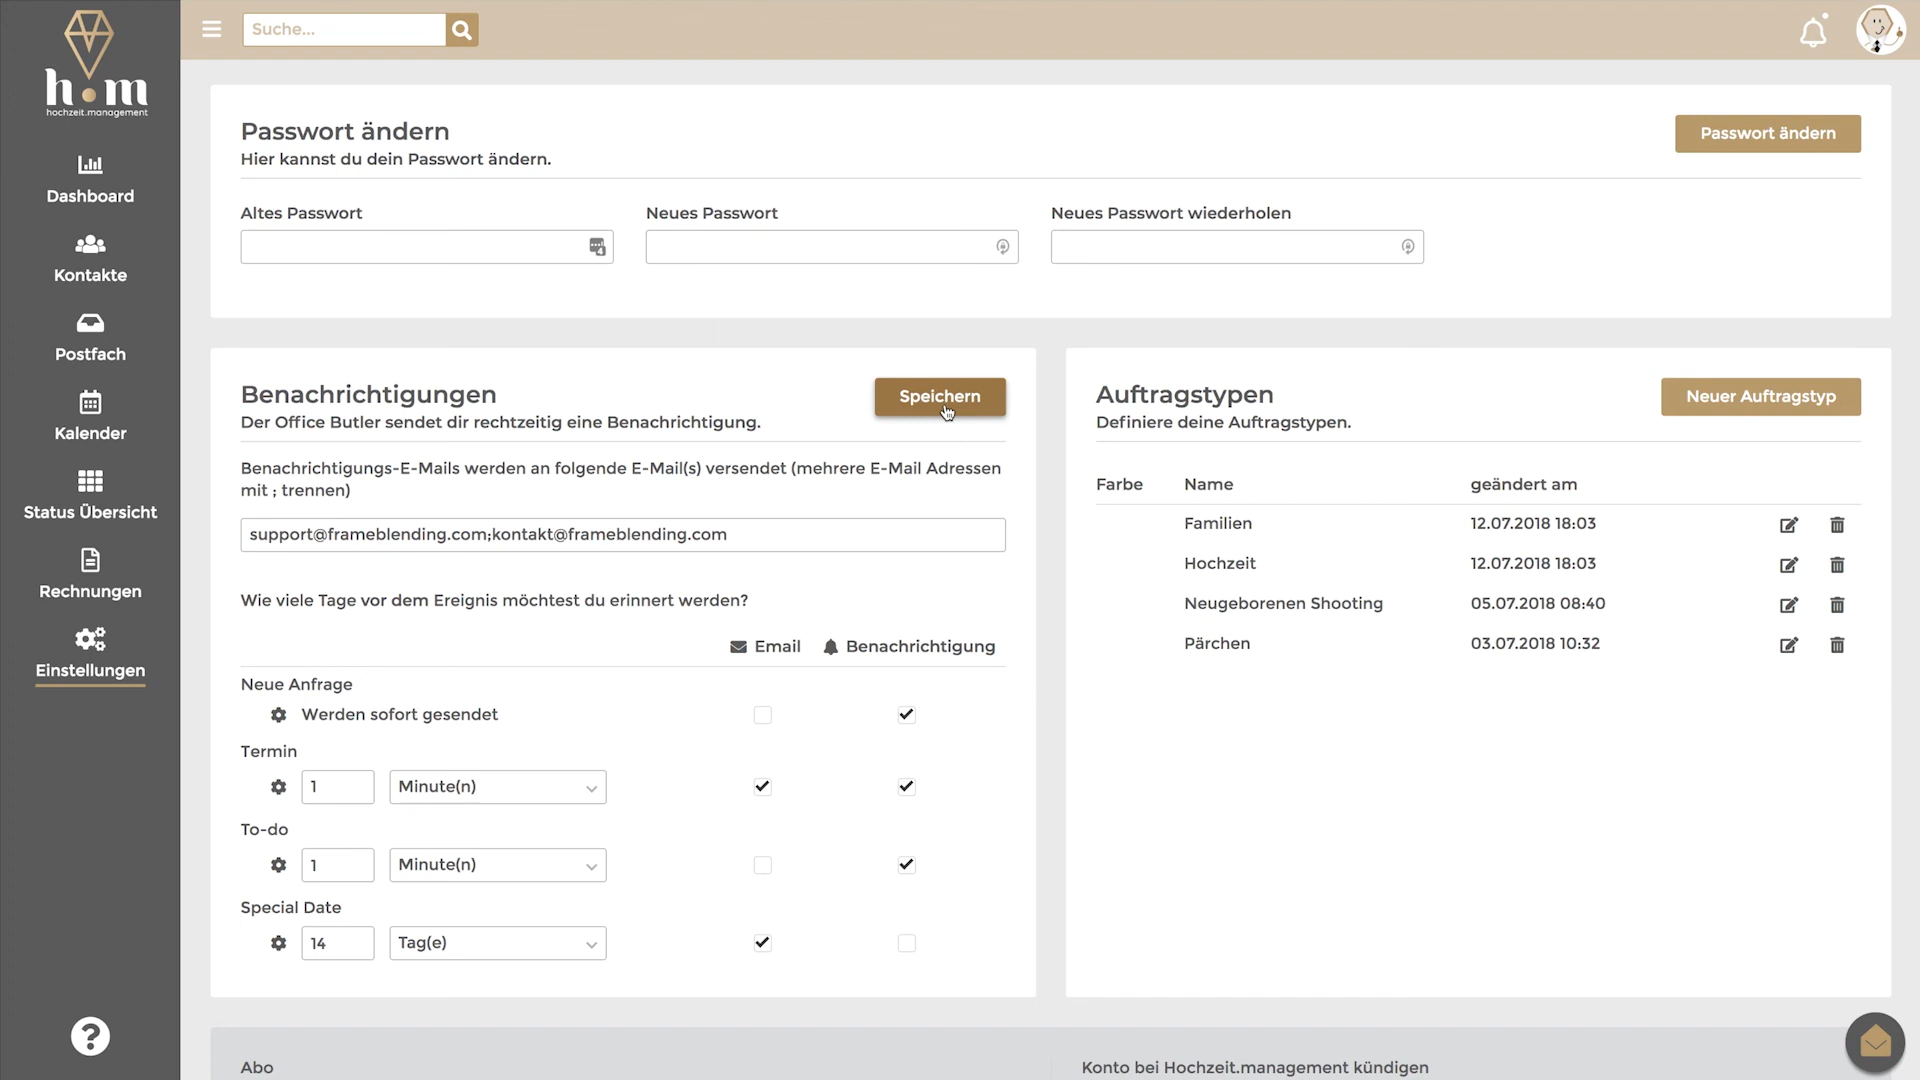 h.m
hochzeit.management
Dashboard
Kontakte
Postfach
Kalender
Status Übersicht
Rechnungen
Einstellungen
?
Suche...
Passwort ändern
Passwort ändern
Hier kannst du dein Passwort ändern.
Altes Passwort
Neues Passwort
Neues Passwort wiederholen
4
Benachrichtigungen
Speichern
Der Office Butler sendet dir rechtzeitig eine Benachrichtigung.
Benachrichtigungs-E-Mails werden an folgende E-Mail(s) versendet (mehrere E-Mail Adressen
mit ; trennen)
support@frameblending.com;kontakt@frameblending.com
Wie viele Tage vor dem Ereignis möchtest du erinnert werden?
Email Benachrichtigung
Neue Anfrage
Werden sofort gesendet
Termin
1 Minute(n)
To-do
1 Minute(n)
Special Date
14 Tag(e)
Auftragstypen
Neuer Auftragstyp
Definiere deine Auftragstypen.
Farbe Name geändert am
Familien 12.07.2018 18:03
Hochzeit 12.07.2018 18:03
Neugeborenen Shooting 05.07.2018 08:40
Pärchen 03.07.2018 10:32
Abo
Konto bei Hochzeit.management kündigen